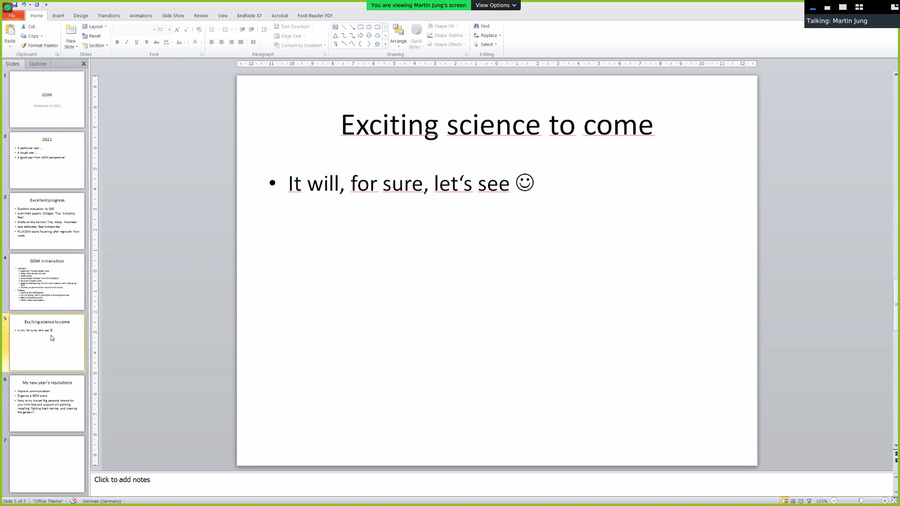 You are viewing Martin Jung's screen
View Options
Talking: Martin Jung
File
Home
Insert
Design
Transitions
Animations
Slide Show
Review
View
EndNote X7
Acrobat
Foxit Reader PDF
Paste
Cut
Copy
Format Painter
Clipboard
New
Slide
Layout
Reset
Section
Slides
Font
Paragraph
Text Direction
Align Text
Convert to SmartArt
Arrange
Quick
Styles
Shape Fill
Shape Outline
Shape Effects
Drawing
Find
Replace
Select
Editing
Slides
Outline
1
GDM
2
2021
A particular year ...
A tough year ...
A good year from GDM perspective!
3
Excellent progress
4
GDM in transition
5
Exciting science to come
It will, for sure, let's see ☺
6
My new year's resolutions
Improve communication
Organize a GDM event
7
Exciting science to come
• It will, for sure, let's see ☺
Click to add notes
Slide 5 of 7
"Office Theme"
German (Germany)